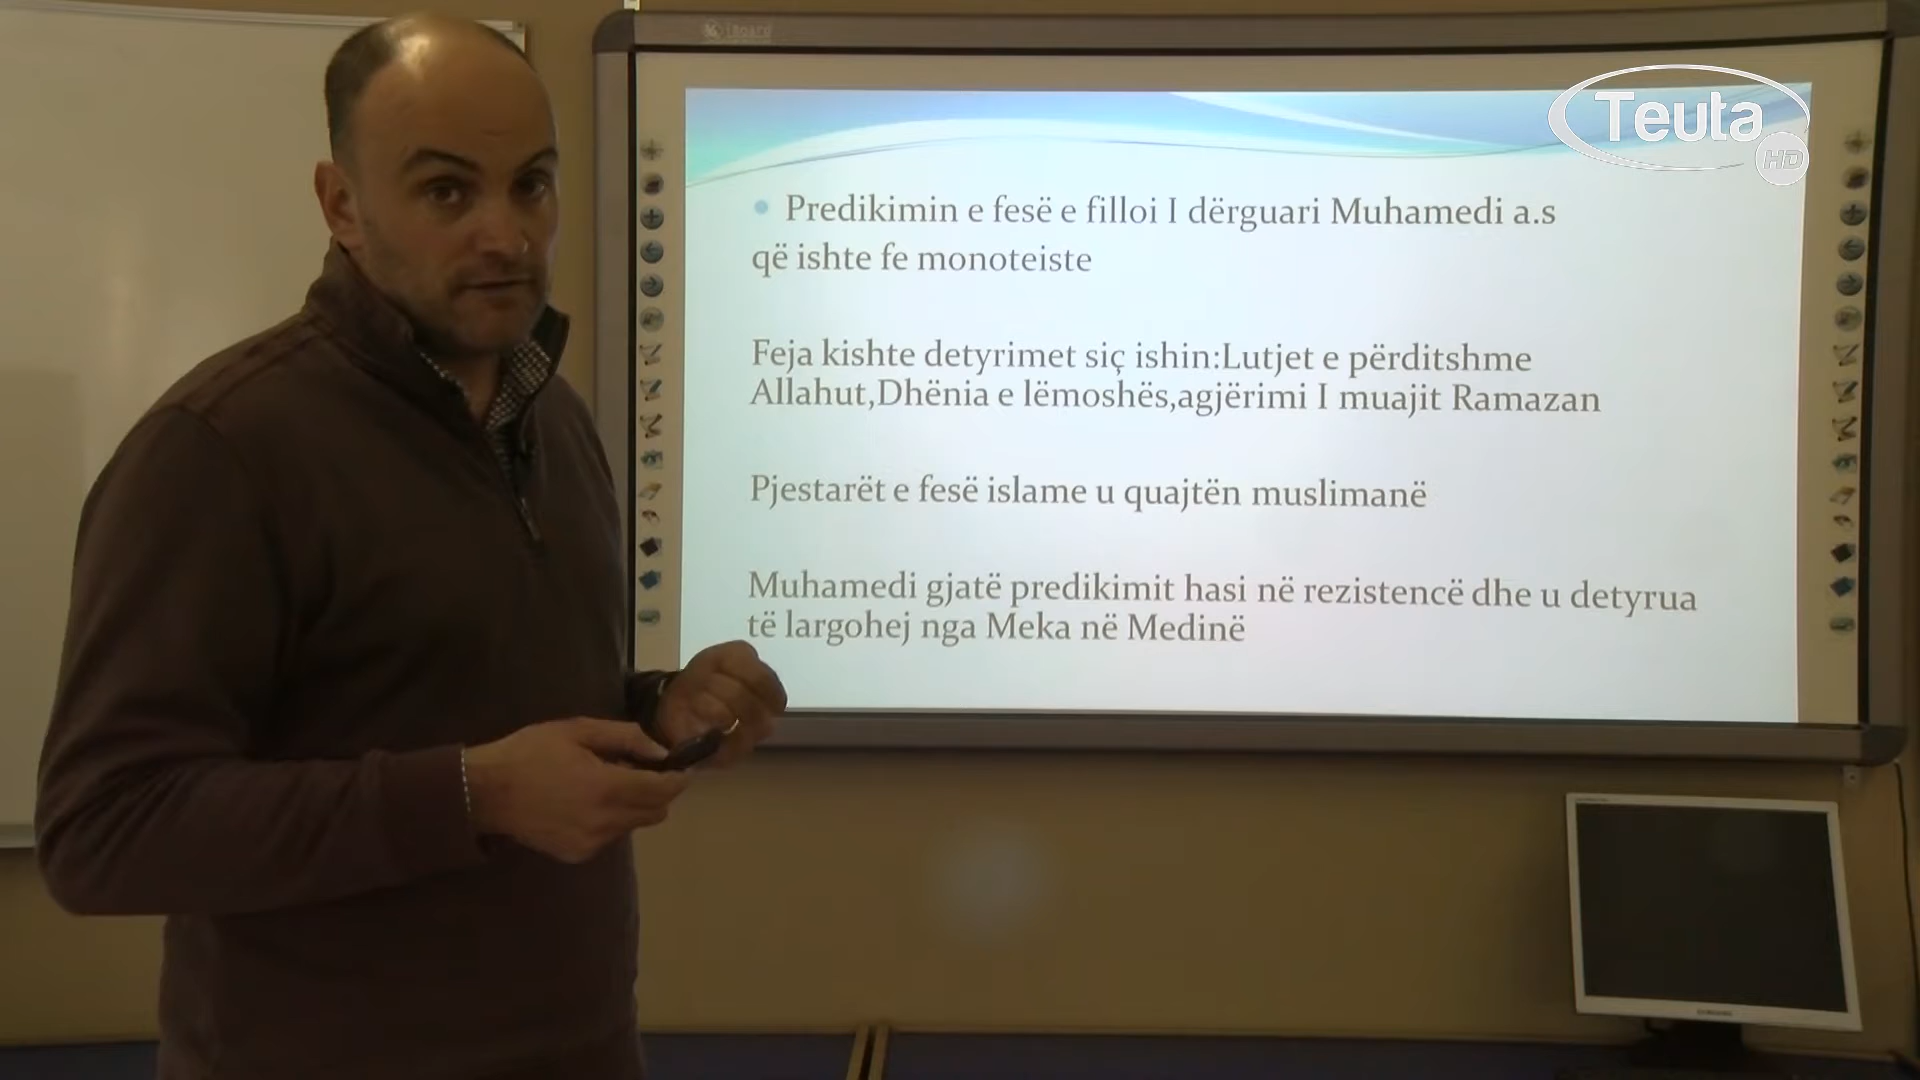 iBoard
Teuta
HD
• Predikimin e fesë e filloi I dërguari Muhamedi a.s
që ishte fe monoteiste
Feja kishte detyrimet siç ishin:Lutjet e përditshme
Allahut,Dhënia e lëmoshës,agjërimi I muajit Ramazan
Pjestarët e fesë islame u quajtën muslimanë
Muhamedi gjatë predikimit hasi në rezistencë dhe u detyrua
të largohej nga Meka në Medinë
SAMSUNG